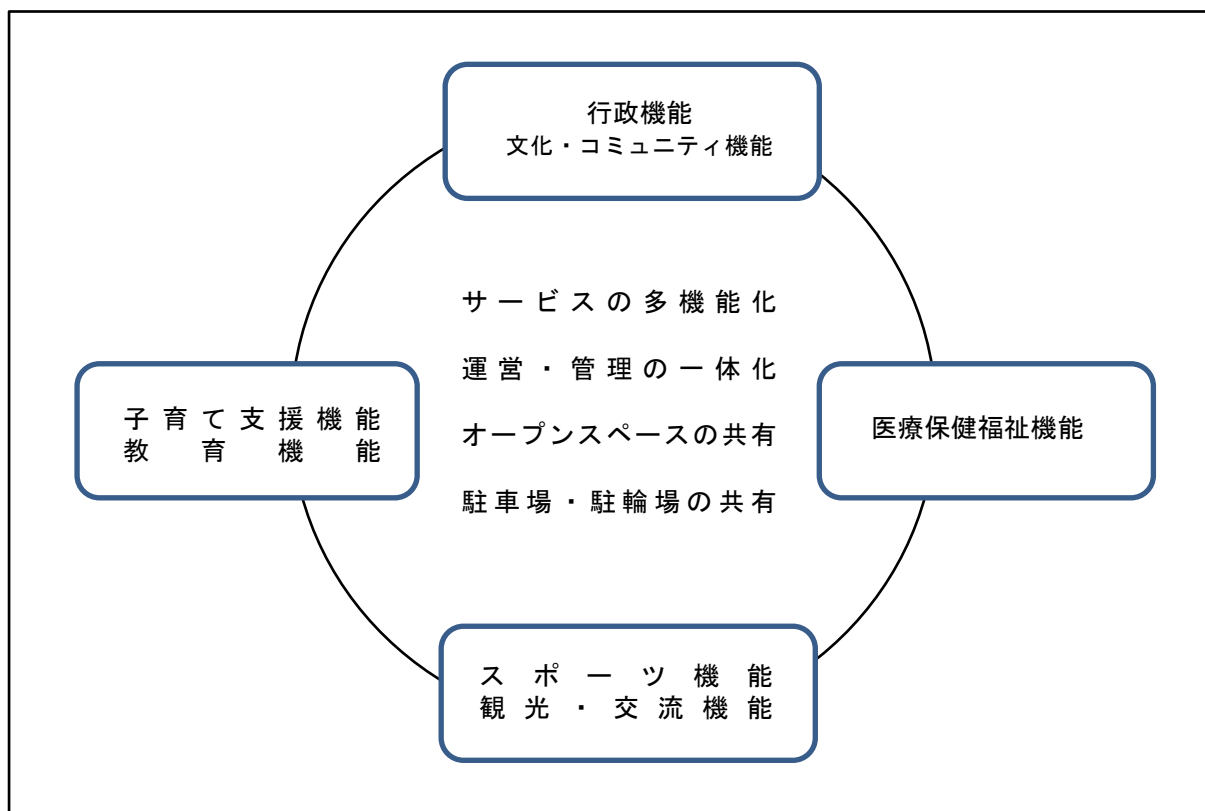 行政機能
文化・コミュニティ機能
サービスの多機能化
運営・管理の一体化
オープンスペースの共有
駐車場・駐輪場の共有
子育て支援機能
教育機能
医療保健福祉機能
スポーツ機能
観光・交流機能